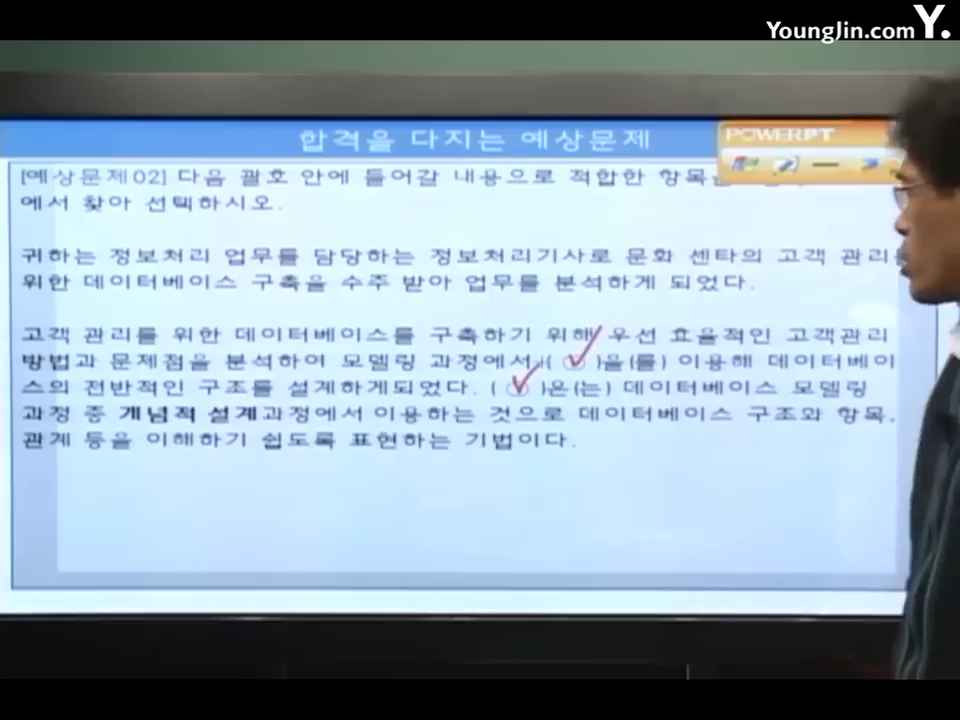 YoungJin.com Y.
합격을 다지는 예상문제
POWERPT
[예상문제02] 다음 괄호 안에 들어갈 내용으로 적합한 항목을
에서 찾아 선택하시오.
귀하는 정보처리 업무를 담당하는 정보처리기사로 문화 센타의 고객 관리를
위한 데이터베이스 구축을 수주 받아 업무를 분석하게 되었다.
고객 관리를 위한 데이터베이스를 구축하기 위해 우선 효율적인 고객관리
방법과 문제점을 분석하여 모델링 과정에서 ( ① )을(를) 이용해 데이터베이
스의 전반적인 구조를 설계하게되었다. ( ① )은(는) 데이터베이스 모델링
과정 중 개념적 설계과정에서 이용하는 것으로 데이터베이스 구조와 항목,
관계 등을 이해하기 쉽도록 표현하는 기법이다.